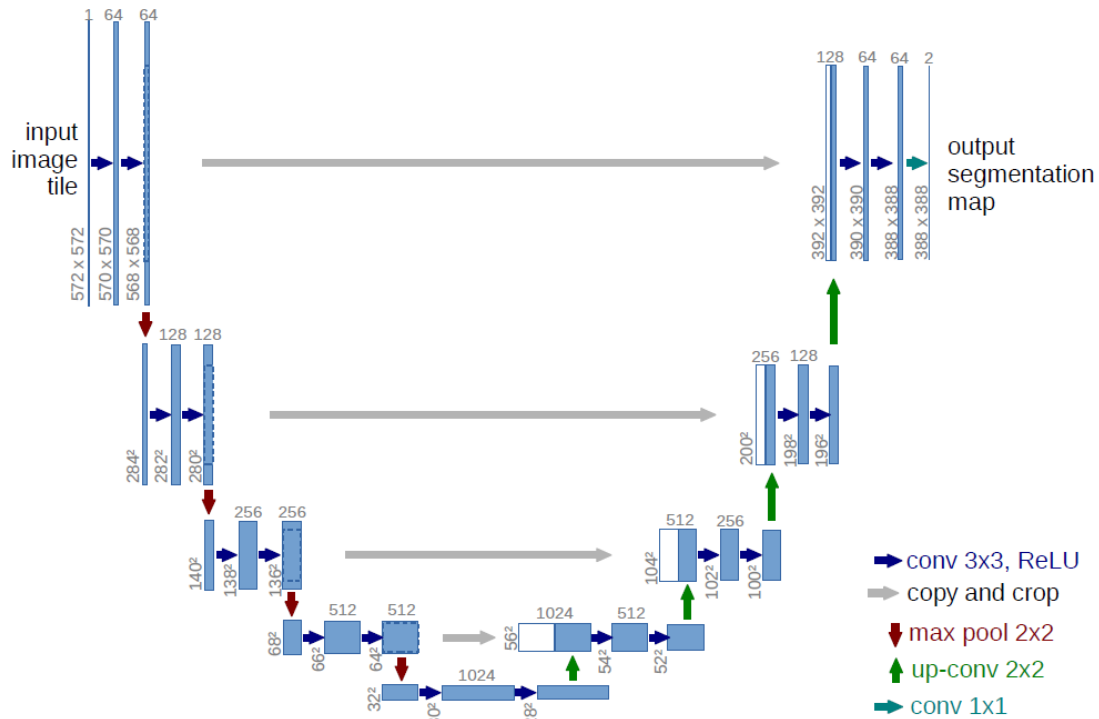 1 64 64
128
64 64 2
input
image
tile
output
segmentation
map
572 x 572
570 x 570
568 x 568
392 x 392
390 x 390
388 x 388
388 x 388
128 128
256 128
284²
282²
280²
200²
198²
196²
256 256
512 256
140²
138²
136²
104²
102²
100²
512 512
1024 512
68²
66²
64²
56²
54²
52²
1024
32²
conv 3x3, ReLU
copy and crop
max pool 2x2
up-conv 2x2
conv 1x1